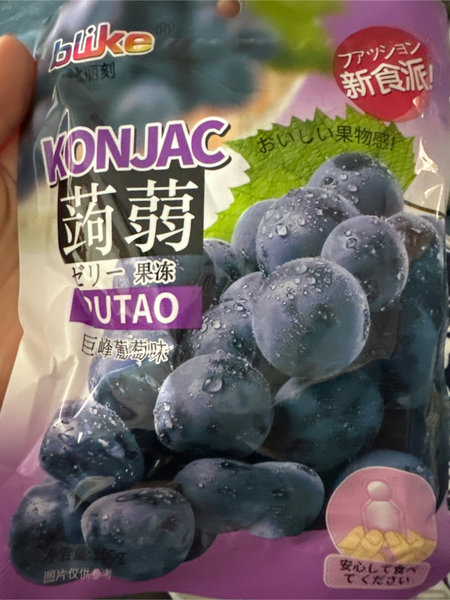 blike®
刻
ファッション
新食派!
KONJAC
おいしい果物感!
蒟蒻
ゼリー 果冻
PUTAO
巨峰葡萄味
图片仅供参考
安心して食べ
てください